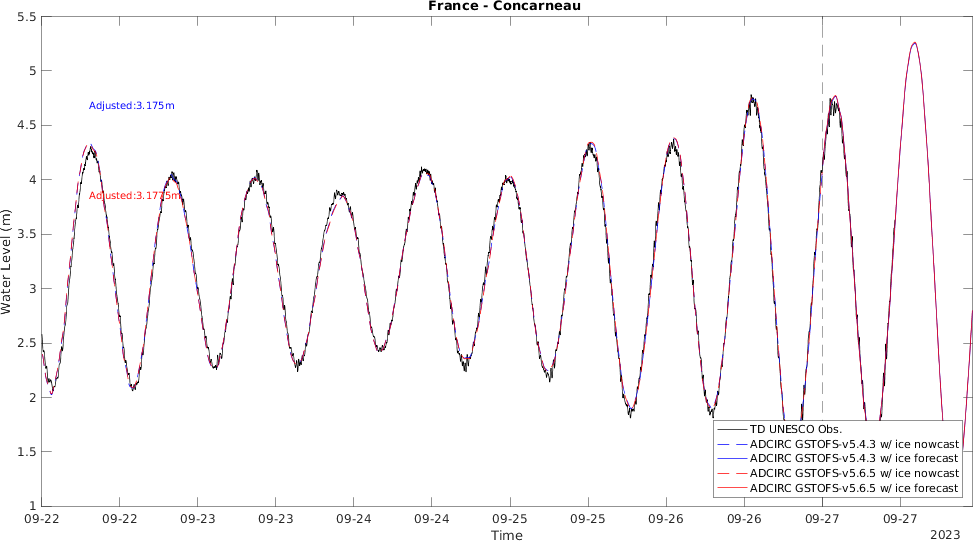 France - Concarneau
5.5
5
4.5
4
3.5
3
2.5
2
1.5
1
Water Level (m)
Adjusted:3.175m
Adjusted:3.1775m
TD UNESCO Obs.
ADCIRC GSTOFS-v5.4.3 w/ ice nowcast
ADCIRC GSTOFS-v5.4.3 w/ ice forecast
ADCIRC GSTOFS-v5.6.5 w/ ice nowcast
ADCIRC GSTOFS-v5.6.5 w/ ice forecast
09-22 09-22 09-23 09-23 09-24 09-24 09-25 09-25 09-26 09-26 09-27 09-27
Time
2023